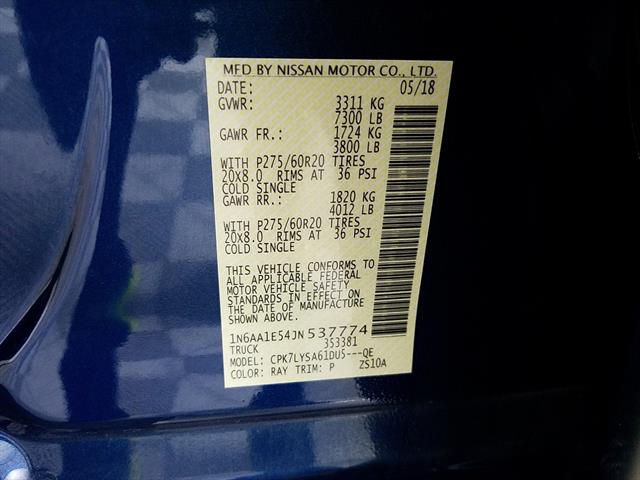 MFD BY NISSAN MOTOR CO., LTD.
DATE: 05/18
GVWR: 3311 KG
7300 LB
GAWR FR.: 1724 KG
3800 LB
WITH P275/60R20 TIRES
20x8.0 RIMS AT 36 PSI
COLD SINGLE
GAWR RR.: 1820 KG
4012 LB
WITH P275/60R20 TIRES
20x8.0 RIMS AT 36 PSI
COLD SINGLE
THIS VEHICLE CONFORMS TO
ALL APPLICABLE FEDERAL
MOTOR VEHICLE SAFETY
STANDARDS IN EFFECT ON
THE DATE OF MANUFACTURE
SHOWN ABOVE.
1N6AA1E54JN537774
TRUCK 353381
MODEL: CPK7LYSA61DU5---QE
COLOR: RAY TRIM: P ZS10A